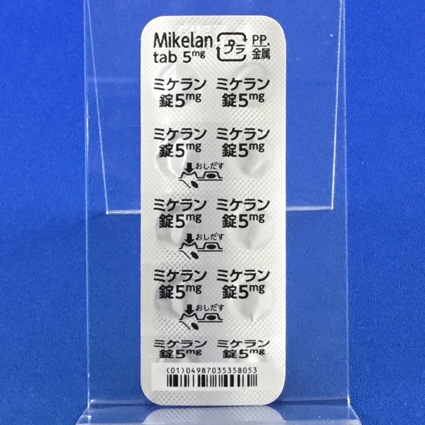 Mikelan
tab 5mg
プラ
PP,
金属
ミケラン ミケラン
錠5mg 錠5mg
ミケラン ミケラン
錠5mg 錠5mg
おしだす
ミケラン ミケラン
錠5mg 錠5mg
おしだす
ミケラン ミケラン
錠5mg 錠5mg
おしだす
ミケラン ミケラン
錠5mg 錠5mg
(01)04987035358053